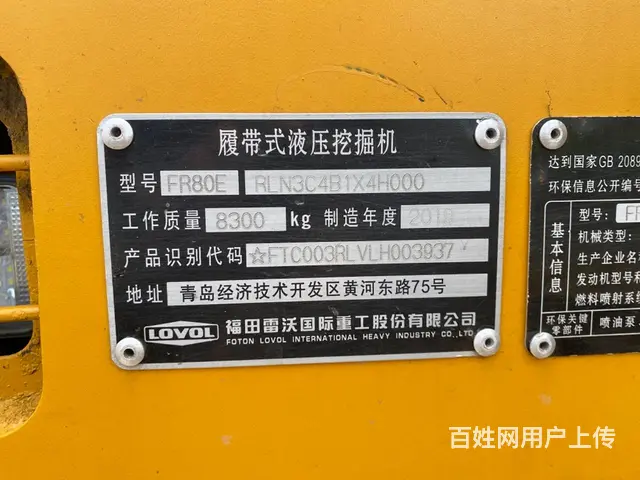 履带式液压挖掘机
型号 FR80E RLN3C4B1X4H000
工作质量 8300 kg 制造年度 2018
产品识别代码 ☆FTC003RLVLH003937
地址 青岛经济技术开发区黄河东路75号
LOVOL 福田雷沃国际重工股份有限公司
FOTON LOVOL INTERNATIONAL HEAVY INDUSTRY CO.,LTD
达到国家GB 2089
环保信息公开编号
基本信息
型号: FR
机械类型:
生产企业名称
发动机型号和
燃料喷射系统
环保关键零部件
喷油泵
百姓网用户上传